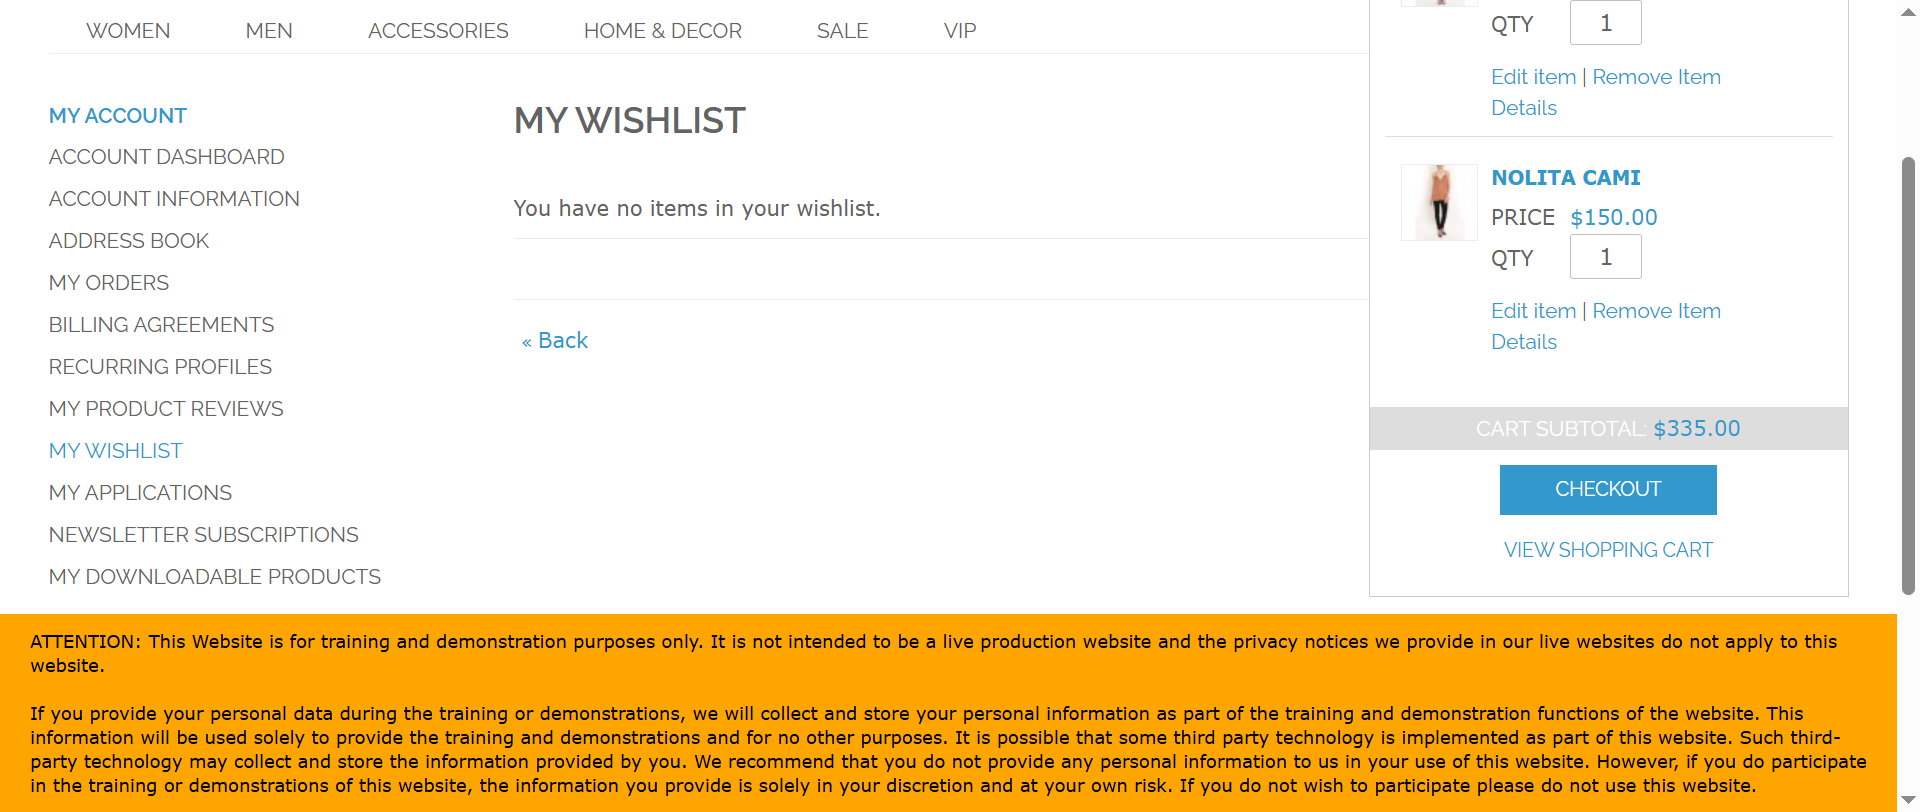 WOMEN MEN ACCESSORIES HOME & DECOR SALE VIP
MY ACCOUNT
ACCOUNT DASHBOARD
ACCOUNT INFORMATION
ADDRESS BOOK
MY ORDERS
BILLING AGREEMENTS
RECURRING PROFILES
MY PRODUCT REVIEWS
MY WISHLIST
MY APPLICATIONS
NEWSLETTER SUBSCRIPTIONS
MY DOWNLOADABLE PRODUCTS
MY WISHLIST
You have no items in your wishlist.
« Back
QTY 1
Edit item | Remove Item
Details
NOLITA CAMI
PRICE $150.00
QTY 1
Edit item | Remove Item
Details
CART SUBTOTAL: $335.00
CHECKOUT
VIEW SHOPPING CART
ATTENTION: This Website is for training and demonstration purposes only. It is not intended to be a live production website and the privacy notices we provide in our live websites do not apply to this
website.
If you provide your personal data during the training or demonstrations, we will collect and store your personal information as part of the training and demonstration functions of the website. This
information will be used solely to provide the training and demonstrations and for no other purposes. It is possible that some third party technology is implemented as part of this website. Such third-
party technology may collect and store the information provided by you. We recommend that you do not provide any personal information to us in your use of this website. However, if you do participate
in the training or demonstrations of this website, the information you provide is solely in your discretion and at your own risk. If you do not wish to participate please do not use this website.